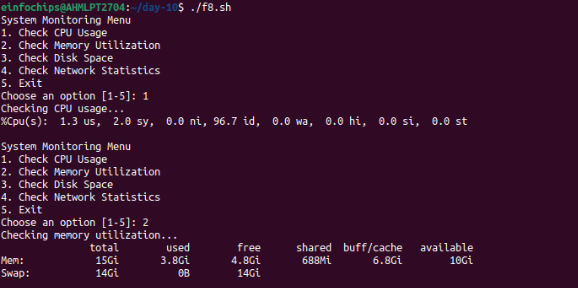 einfochips@AHMLPT2704:~/day-10$ ./f8.sh
System Monitoring Menu
1. Check CPU Usage
2. Check Memory Utilization
3. Check Disk Space
4. Check Network Statistics
5. Exit
Choose an option [1-5]: 1
Checking CPU usage...
%Cpu(s):  1.3 us,  2.0 sy,  0.0 ni, 96.7 id,  0.0 wa,  0.0 hi,  0.0 si,  0.0 st
System Monitoring Menu
1. Check CPU Usage
2. Check Memory Utilization
3. Check Disk Space
4. Check Network Statistics
5. Exit
Choose an option [1-5]: 2
Checking memory utilization...
total used free shared buff/cache available
Mem: 15Gi 3.8Gi 4.8Gi 688Mi 6.8Gi 10Gi
Swap: 14Gi 0B 14Gi